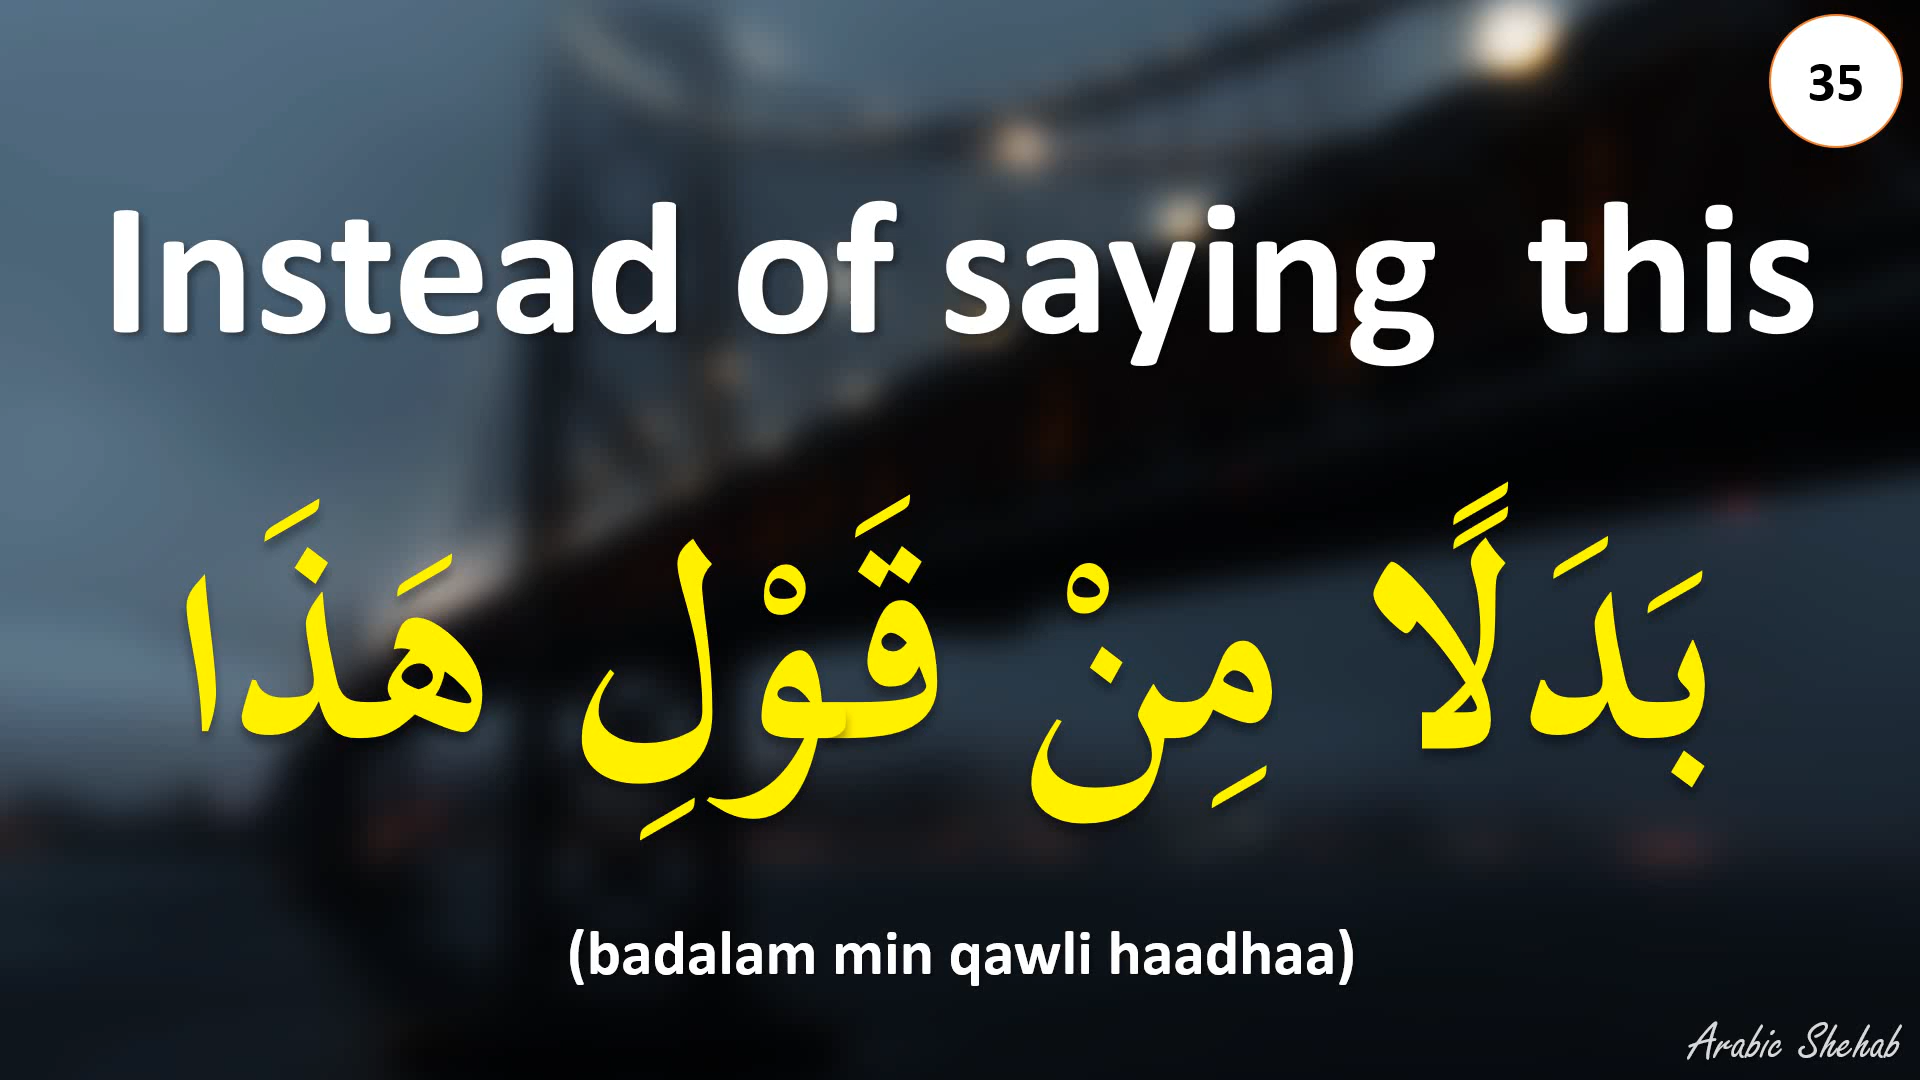 35
Instead of saying  this
بَدَلًا مِنْ قَوْلِ هَذَا
(badalam min qawli haadhaa)
Arabic Shehab